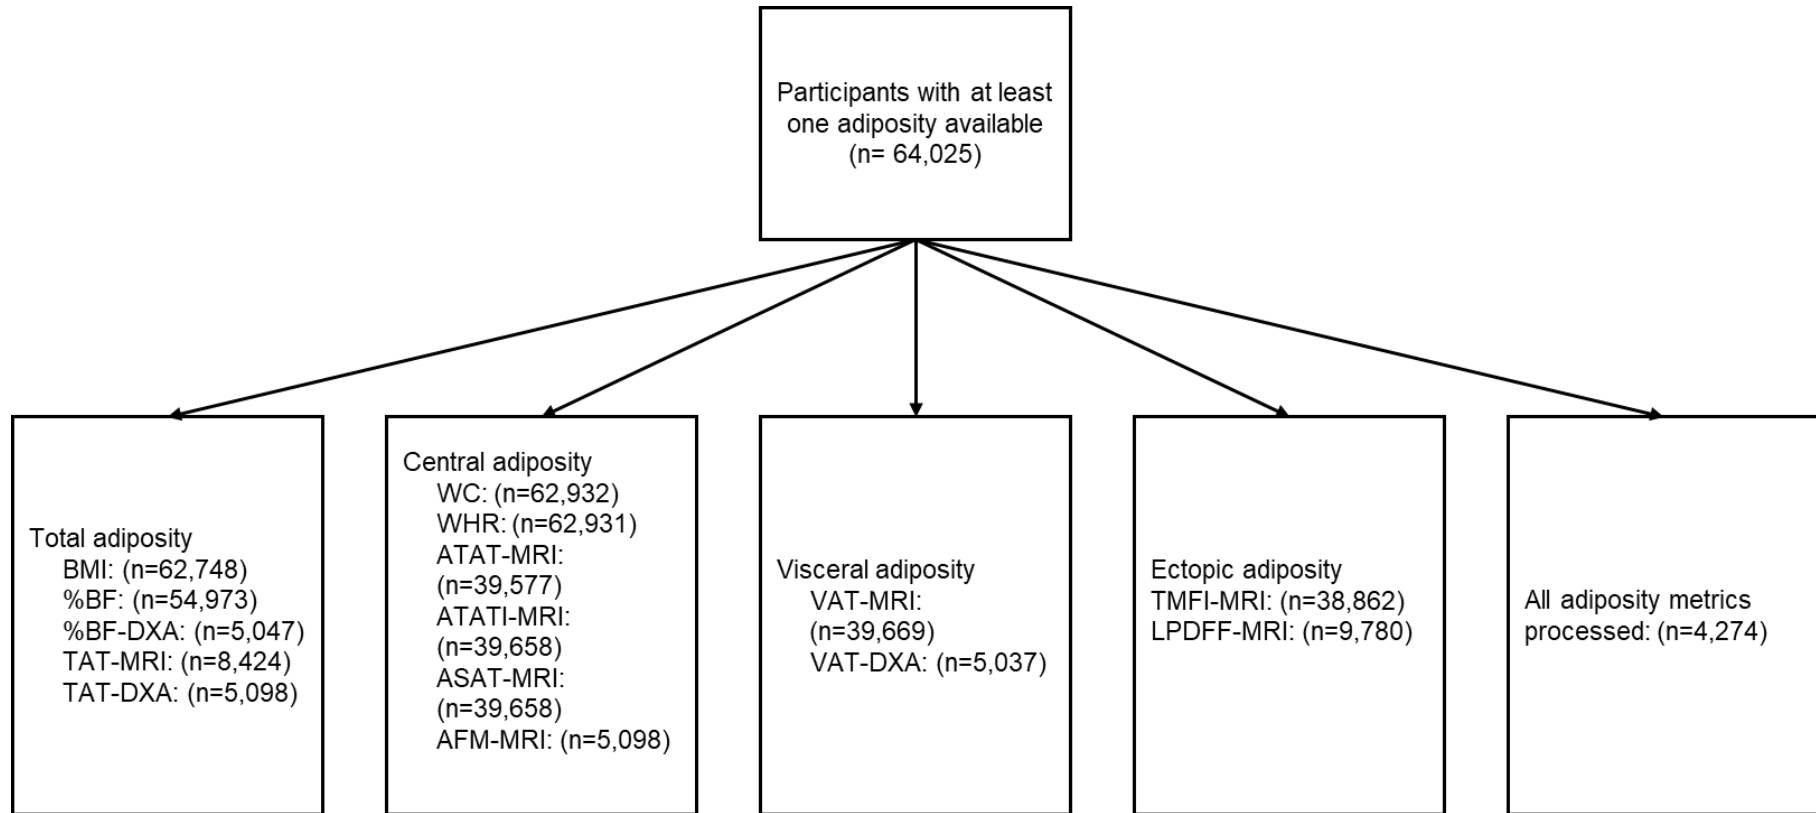 Participants with at least
one adiposity available
(n= 64,025)
Total adiposity
BMI: (n=62,748)
%BF: (n=54,973)
%BF-DXA: (n=5,047)
TAT-MRI: (n=8,424)
TAT-DXA: (n=5,098)
Central adiposity
WC: (n=62,932)
WHR: (n=62,931)
ATAT-MRI:
(n=39,577)
ATATI-MRI:
(n=39,658)
ASAT-MRI:
(n=39,658)
AFM-MRI: (n=5,098)
Visceral adiposity
VAT-MRI:
(n=39,669)
VAT-DXA: (n=5,037)
Ectopic adiposity
TMFI-MRI: (n=38,862)
LPDFF-MRI: (n=9,780)
All adiposity metrics
processed: (n=4,274)